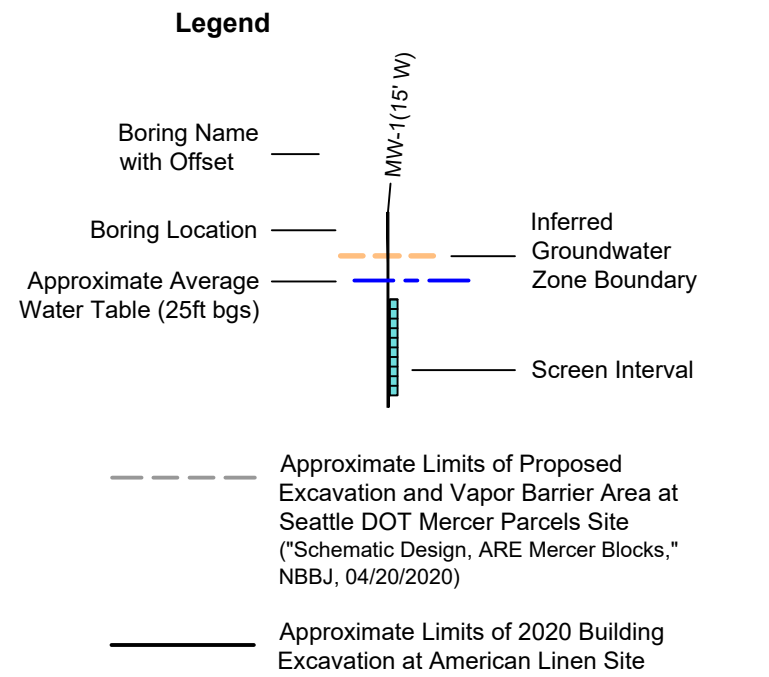 Legend
MW-1(15' W)
Boring Name
with Offset
Boring Location
Approximate Average
Water Table (25ft bgs)
Inferred
Groundwater
Zone Boundary
Screen Interval
Approximate Limits of Proposed
Excavation and Vapor Barrier Area at
Seattle DOT Mercer Parcels Site
("Schematic Design, ARE Mercer Blocks,"
NBBJ, 04/20/2020)
Approximate Limits of 2020 Building
Excavation at American Linen Site